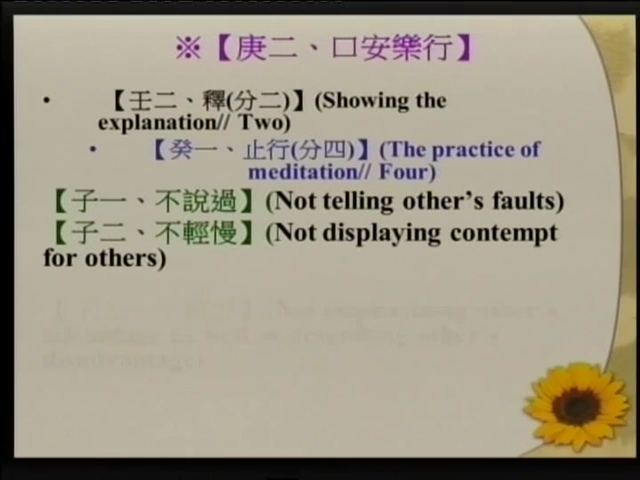 ※【庚二、口安樂行】
• 【壬二、釋(分二)】(Showing the
explanation// Two)
• 【癸一、止行(分四)】(The practice of
meditation// Four)
【子一、不說過】(Not telling other's faults)
【子二、不輕慢】(Not displaying contempt
for others)